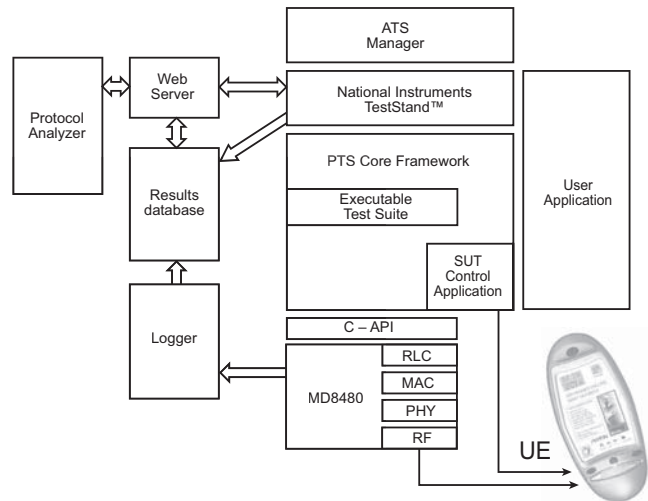 ATS
Manager
Protocol
Analyzer
Web
Server
National Instruments
TestStand™
User
Application
Results
database
PTS Core Framework
Executable
Test Suite
SUT
Control
Application
Logger
C – API
MD8480
RLC
MAC
PHY
RF
UE